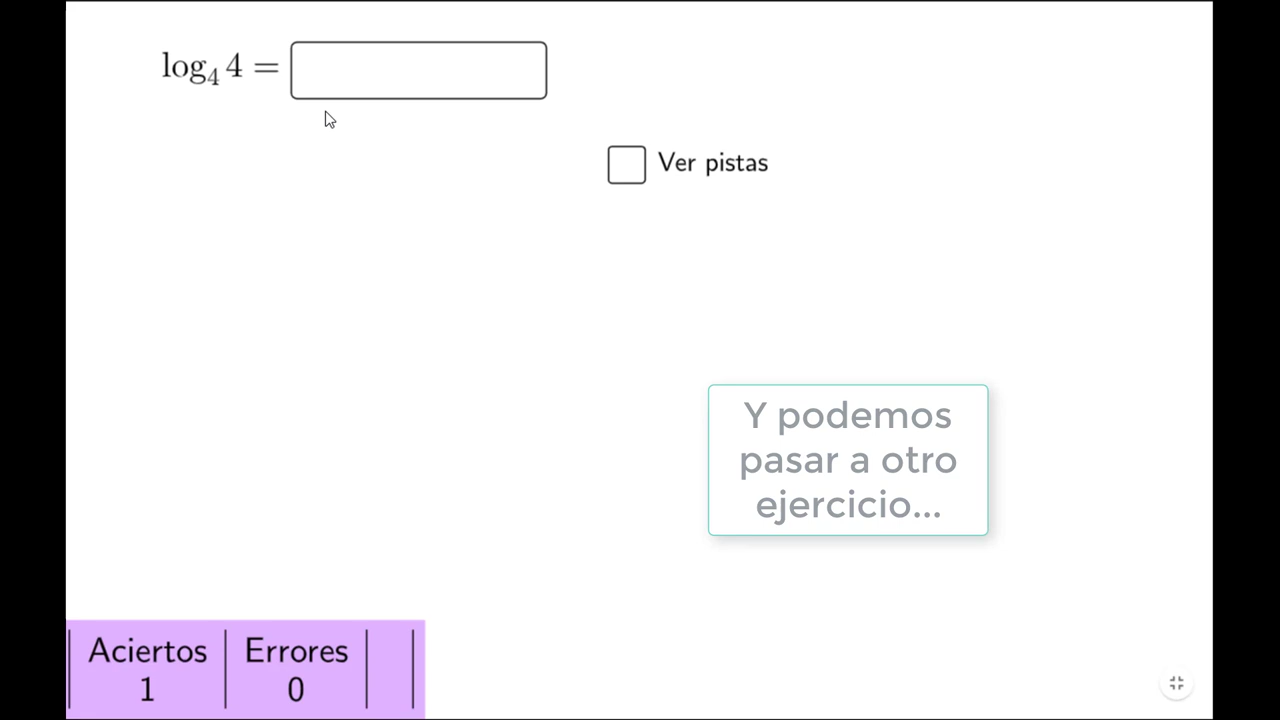 log₄ 4 =
Ver pistas
Y podemos
pasar a otro
ejercicio...
Aciertos Errores
1 0